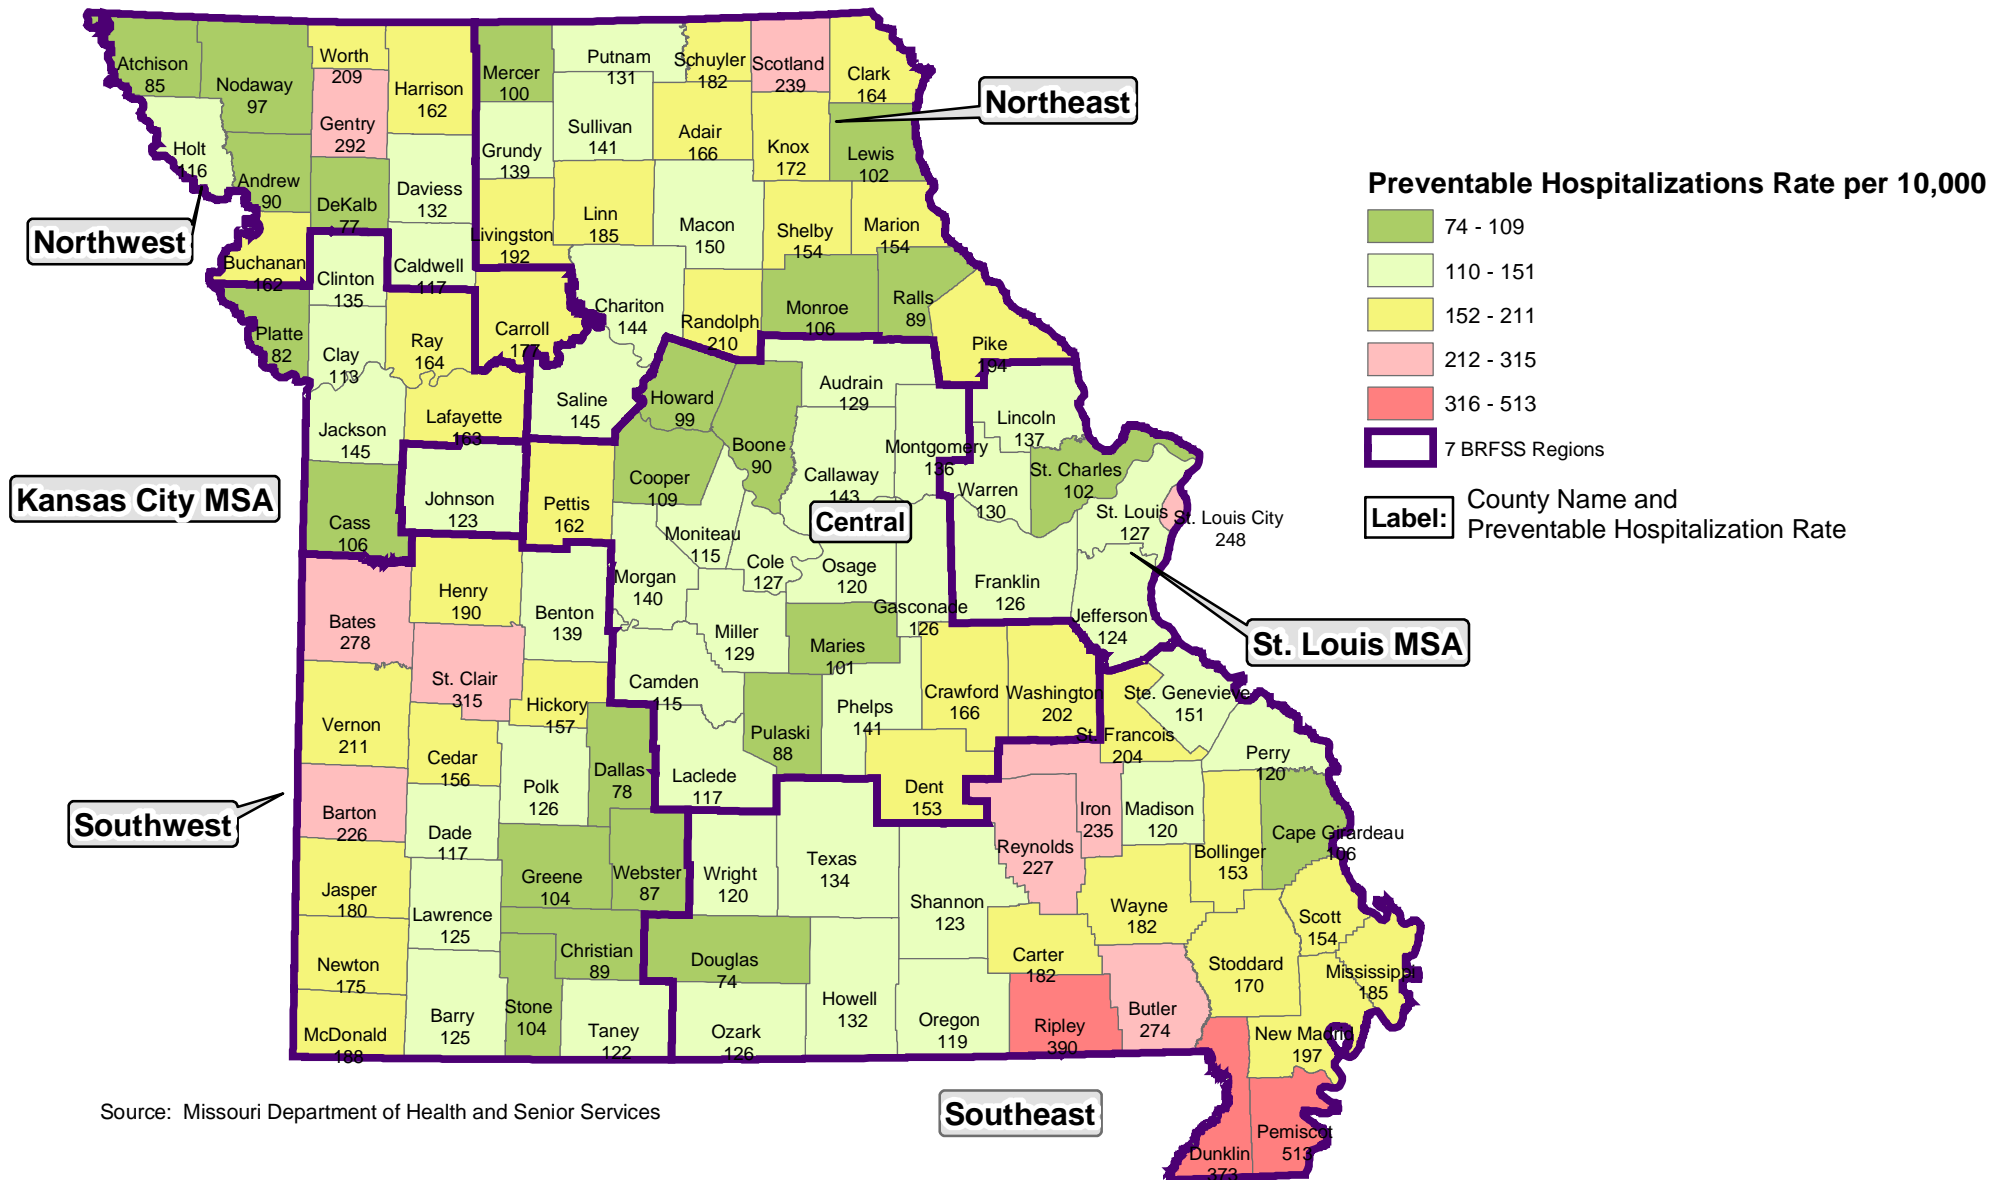 Atchison
85
Nodaway
97
Worth
209
Harrison
162
Mercer
100
Putnam
131
Schuyler
182
Scotland
239
Clark
164
Northeast
Holt
116
Gentry
292
Grundy
139
Sullivan
141
Adair
166
Knox
172
Lewis
102
Andrew
90
DeKalb
77
Daviess
132
Livingston
192
Linn
185
Macon
150
Shelby
154
Marion
154
Northwest
Buchanan
162
Clinton
135
Caldwell
117
Carroll
177
Chariton
144
Randolph
210
Monroe
106
Ralls
89
Pike
194
Platte
82
Clay
113
Ray
164
Lafayette
163
Saline
145
Howard
99
Boone
90
Audrain
129
Lincoln
137
Jackson
145
Kansas City MSA
Cass
106
Johnson
123
Pettis
162
Cooper
109
Callaway
143
Montgomery
136
Warren
130
St. Charles
102
St. Louis
127
St. Louis City
248
Central
Moniteau
115
Cole
127
Osage
120
Morgan
140
Miller
129
Maries
101
Gasconade
126
Franklin
126
Jefferson
124
St. Louis MSA
Bates
278
Henry
190
Benton
139
St. Clair
315
Hickory
157
Camden
115
Pulaski
88
Phelps
141
Crawford
166
Washington
202
Ste. Genevieve
151
St. Francois
204
Perry
120
Vernon
211
Cedar
156
Polk
126
Dallas
78
Laclede
117
Dent
153
Iron
235
Madison
120
Cape Girardeau
106
Southwest
Barton
226
Dade
117
Greene
104
Webster
87
Wright
120
Texas
134
Reynolds
227
Bollinger
153
Jasper
180
Lawrence
125
Christian
89
Douglas
74
Shannon
123
Wayne
182
Scott
154
Newton
175
Carter
182
Stoddard
170
Mississippi
185
McDonald
188
Barry
125
Stone
104
Taney
122
Ozark
126
Howell
132
Oregon
119
Ripley
390
Butler
274
New Madrid
197
Dunklin
373
Pemiscot
513
Southeast
Preventable Hospitalizations Rate per 10,000
74 - 109
110 - 151
152 - 211
212 - 315
316 - 513
7 BRFSS Regions
Label:
County Name and
Preventable Hospitalization Rate
Source: Missouri Department of Health and Senior Services